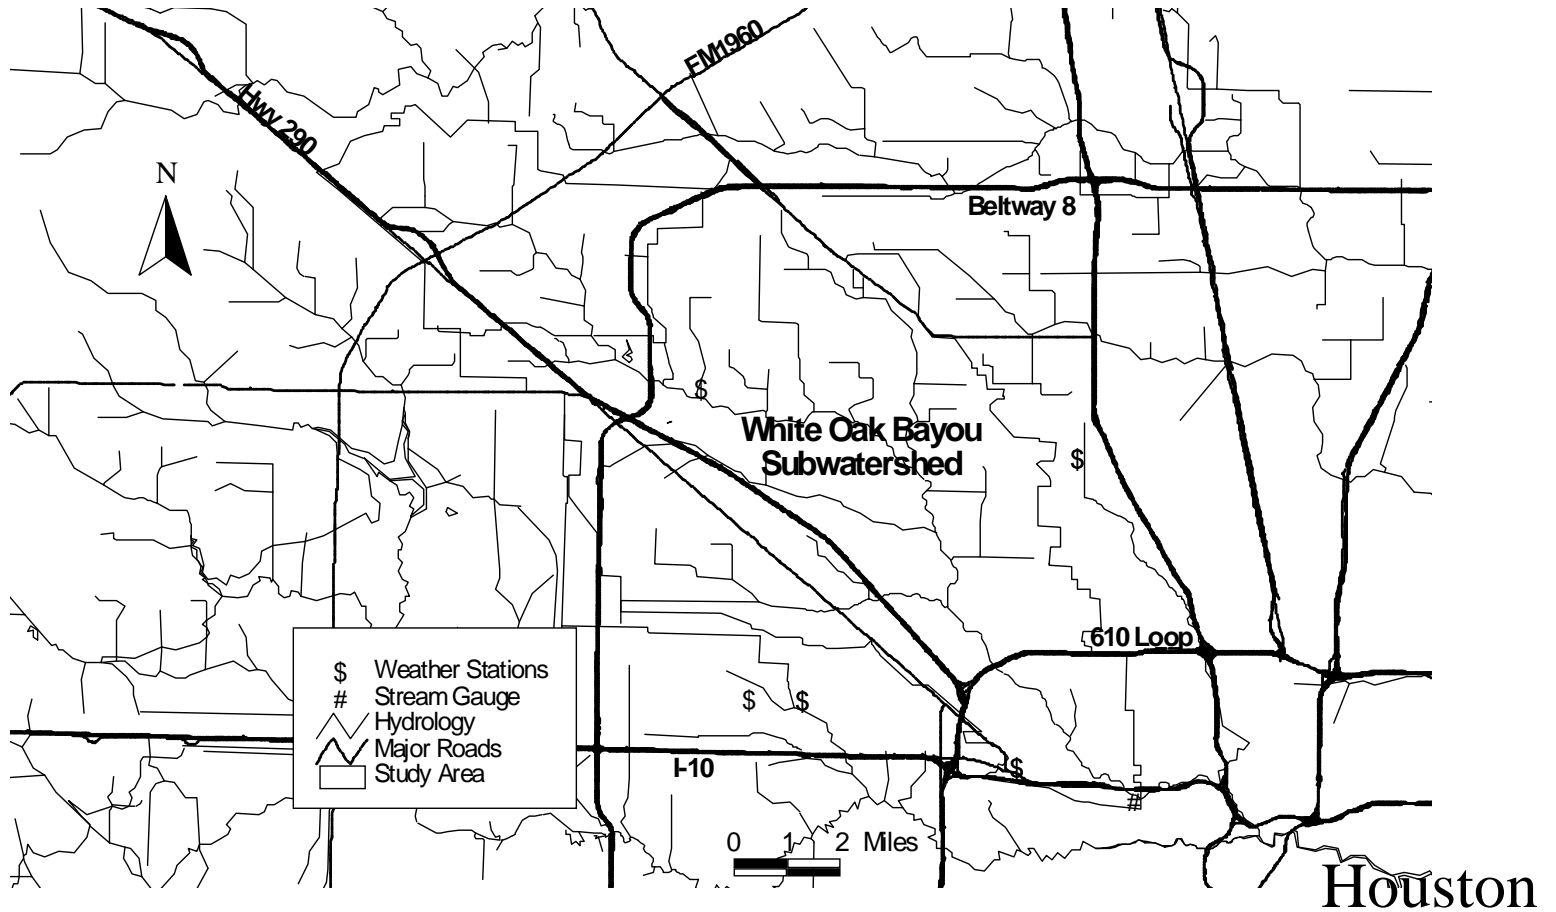 FM1960
Hwy 290
N
Beltway 8
$
White Oak Bayou
Subwatershed
$
610 Loop
$ Weather Stations
# Stream Gauge
Hydrology
Major Roads
Study Area
$ $
I-10
$
#
0 1 2 Miles
Houston